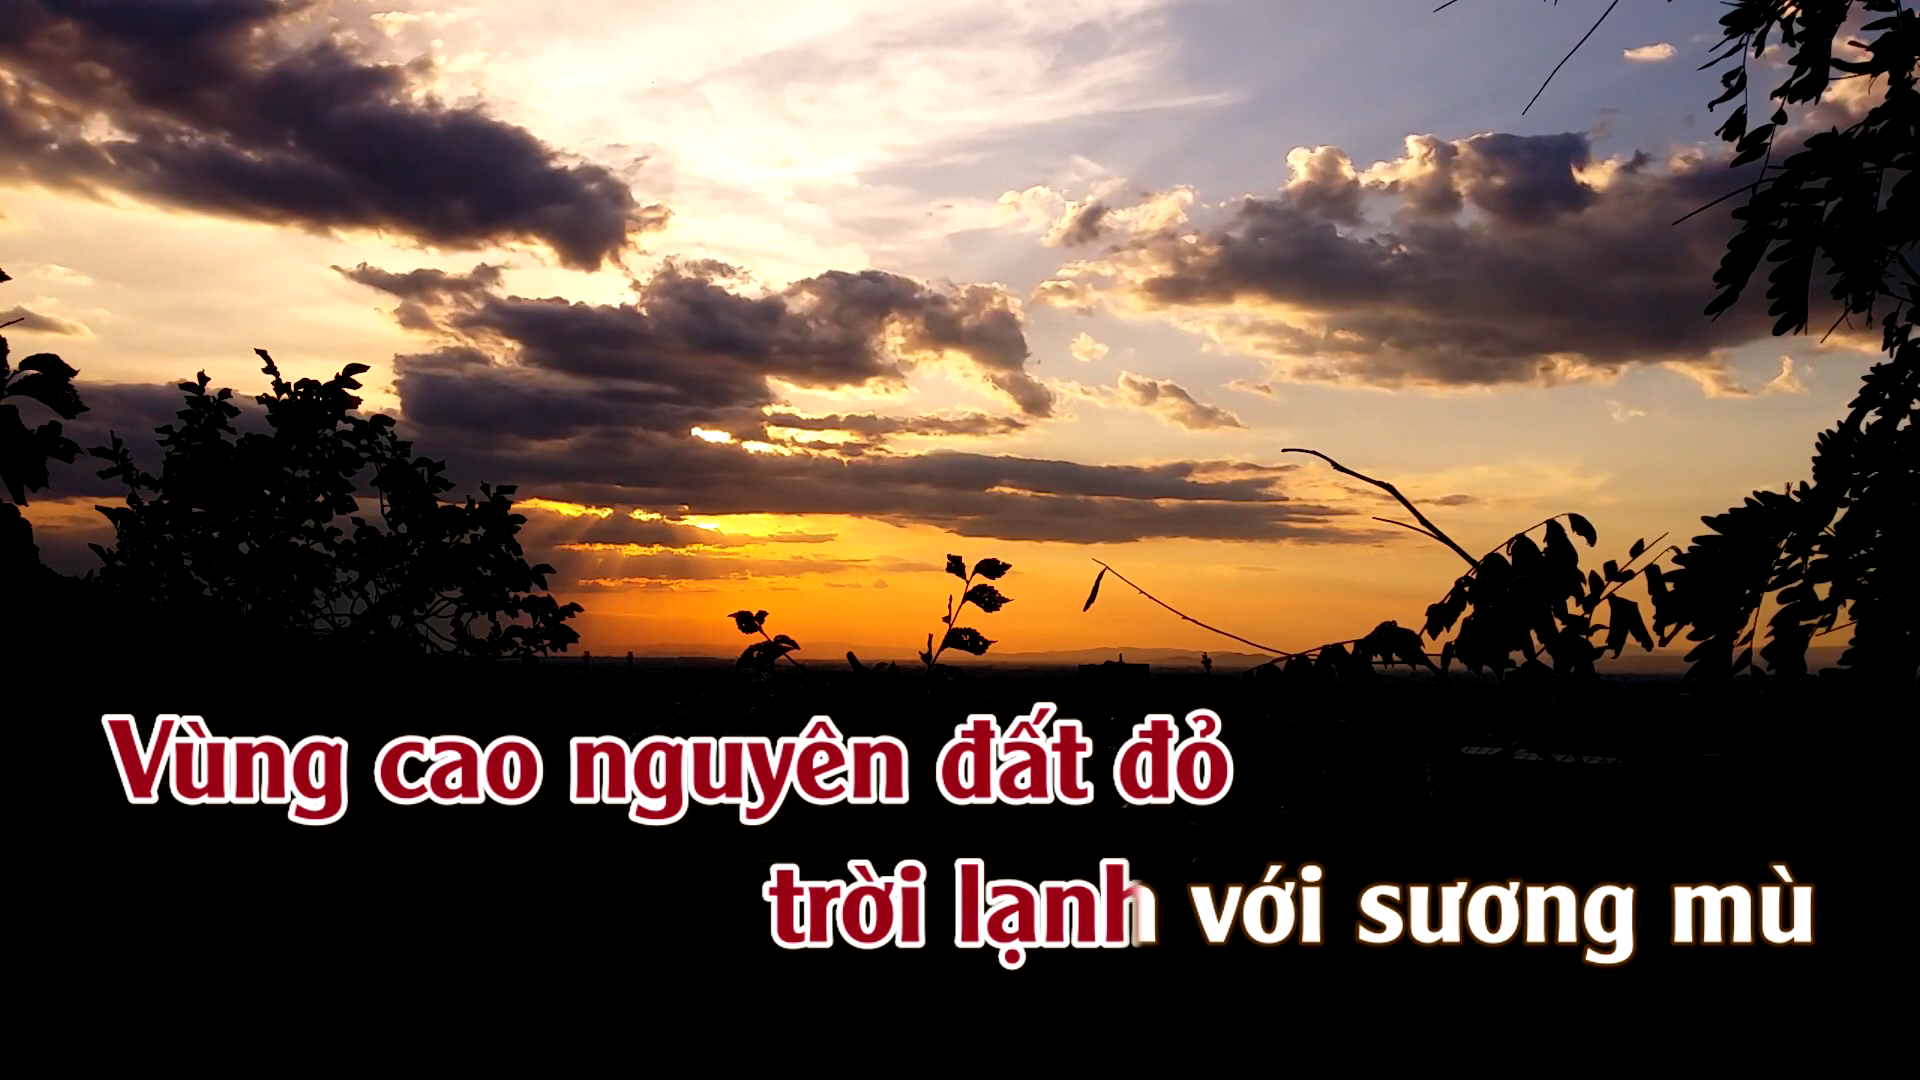 Vùng cao nguyên đất đỏ
trời lạnh với sương mù